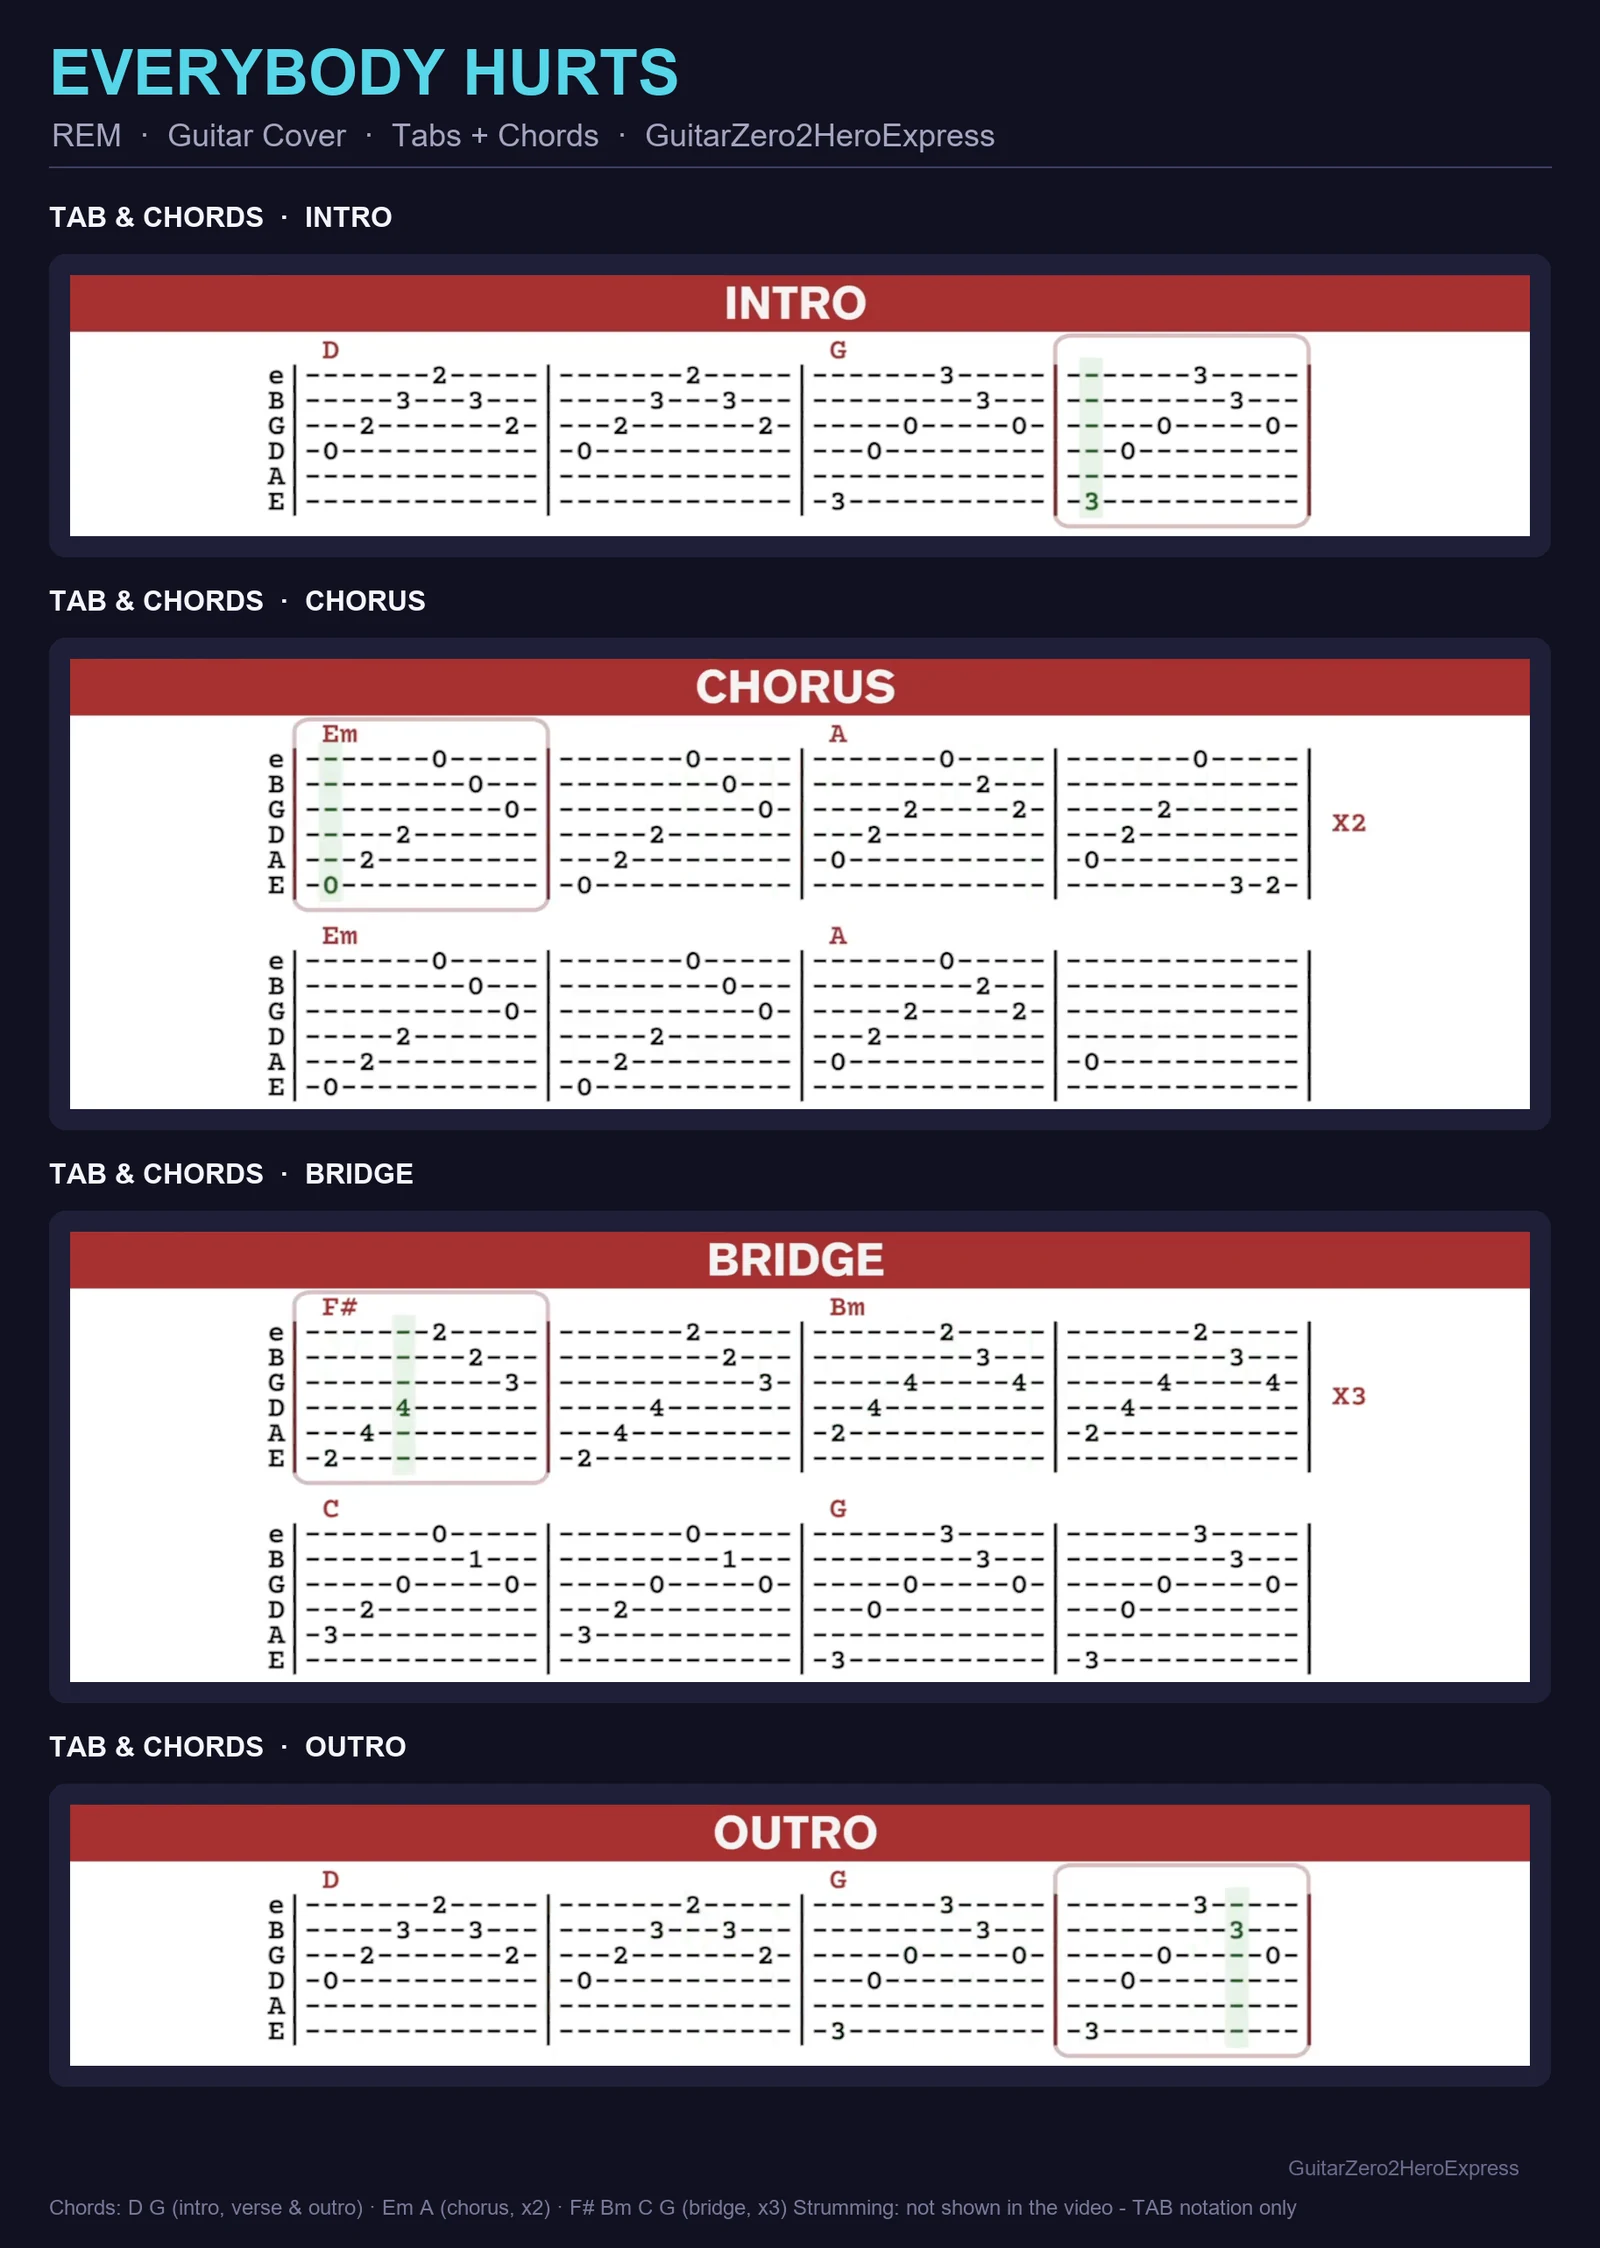 EVERYBODY HURTS
REM · Guitar Cover · Tabs + Chords · GuitarZero2HeroExpress
TAB & CHORDS · INTRO
INTRO
D G
e|-------2-----|-------2-----|-------3-----|-------3-----|
B|-----3---3---|-----3---3---|---------3---|---------3---|
G|---2-------2-|---2-------2-|-----0-----0-|-----0-----0-|
D|-0-----------|-0-----------|---0---------|---0---------|
A|-------------|-------------|-------------|-------------|
E|-------------|-------------|-3-----------|-3-----------|
TAB & CHORDS · CHORUS
CHORUS
Em A
e|-------0-----|-------0-----|-------0-----|-------0-----|
B|---------0---|---------0---|---------2---|-------------|
G|-----------0-|-----------0-|-----2-----2-|-----2-------|
X2
D|-----2-------|-----2-------|---2---------|---2---------|
A|---2---------|---2---------|-0-----------|-0-----------|
E|-0-----------|-0-----------|-------------|---------3-2-|
Em A
e|-------0-----|-------0-----|-------0-----|-------------|
B|---------0---|---------0---|---------2---|-------------|
G|-----------0-|-----------0-|-----2-----2-|-------------|
D|-----2-------|-----2-------|---2---------|-------------|
A|---2---------|---2---------|-0-----------|-0-----------|
E|-0-----------|-0-----------|-------------|-------------|
TAB & CHORDS · BRIDGE
BRIDGE
F# Bm
e|-------2-----|-------2-----|-------2-----|-------2-----|
B|---------2---|---------2---|---------3---|---------3---|
G|-----------3-|-----------3-|-----4-----4-|-----4-----4-|
X3
D|-----4-------|-----4-------|---4---------|---4---------|
A|---4---------|---4---------|-2-----------|-2-----------|
E|-2-----------|-2-----------|-------------|-------------|
C G
e|-------0-----|-------0-----|-------3-----|-------3-----|
B|---------1---|---------1---|---------3---|---------3---|
G|-----0-----0-|-----0-----0-|-----0-----0-|-----0-----0-|
D|---2---------|---2---------|---0---------|---0---------|
A|-3-----------|-3-----------|-------------|-------------|
E|-------------|-------------|-3-----------|-3-----------|
TAB & CHORDS · OUTRO
OUTRO
D G
e|-------2-----|-------2-----|-------3-----|-------3-----|
B|-----3---3---|-----3---3---|---------3---|---------3---|
G|---2-------2-|---2-------2-|-----0-----0-|-----0-----0-|
D|-0-----------|-0-----------|---0---------|---0---------|
A|-------------|-------------|-------------|-------------|
E|-------------|-------------|-3-----------|-3-----------|
GuitarZero2HeroExpress
Chords: D G (intro, verse & outro) · Em A (chorus, x2) · F# Bm C G (bridge, x3) Strumming: not shown in the video - TAB notation only